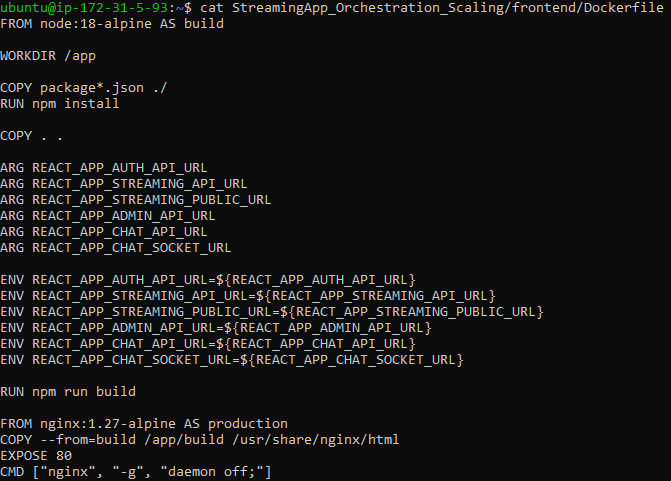 ubuntu@ip-172-31-5-93:~$ cat StreamingApp_Orchestration_Scaling/frontend/Dockerfile
FROM node:18-alpine AS build
WORKDIR /app
COPY package*.json ./
RUN npm install
COPY . .
ARG REACT_APP_AUTH_API_URL
ARG REACT_APP_STREAMING_API_URL
ARG REACT_APP_STREAMING_PUBLIC_URL
ARG REACT_APP_ADMIN_API_URL
ARG REACT_APP_CHAT_API_URL
ARG REACT_APP_CHAT_SOCKET_URL
ENV REACT_APP_AUTH_API_URL=${REACT_APP_AUTH_API_URL}
ENV REACT_APP_STREAMING_API_URL=${REACT_APP_STREAMING_API_URL}
ENV REACT_APP_STREAMING_PUBLIC_URL=${REACT_APP_STREAMING_PUBLIC_URL}
ENV REACT_APP_ADMIN_API_URL=${REACT_APP_ADMIN_API_URL}
ENV REACT_APP_CHAT_API_URL=${REACT_APP_CHAT_API_URL}
ENV REACT_APP_CHAT_SOCKET_URL=${REACT_APP_CHAT_SOCKET_URL}
RUN npm run build
FROM nginx:1.27-alpine AS production
COPY --from=build /app/build /usr/share/nginx/html
EXPOSE 80
CMD ["nginx", "-g", "daemon off;"]